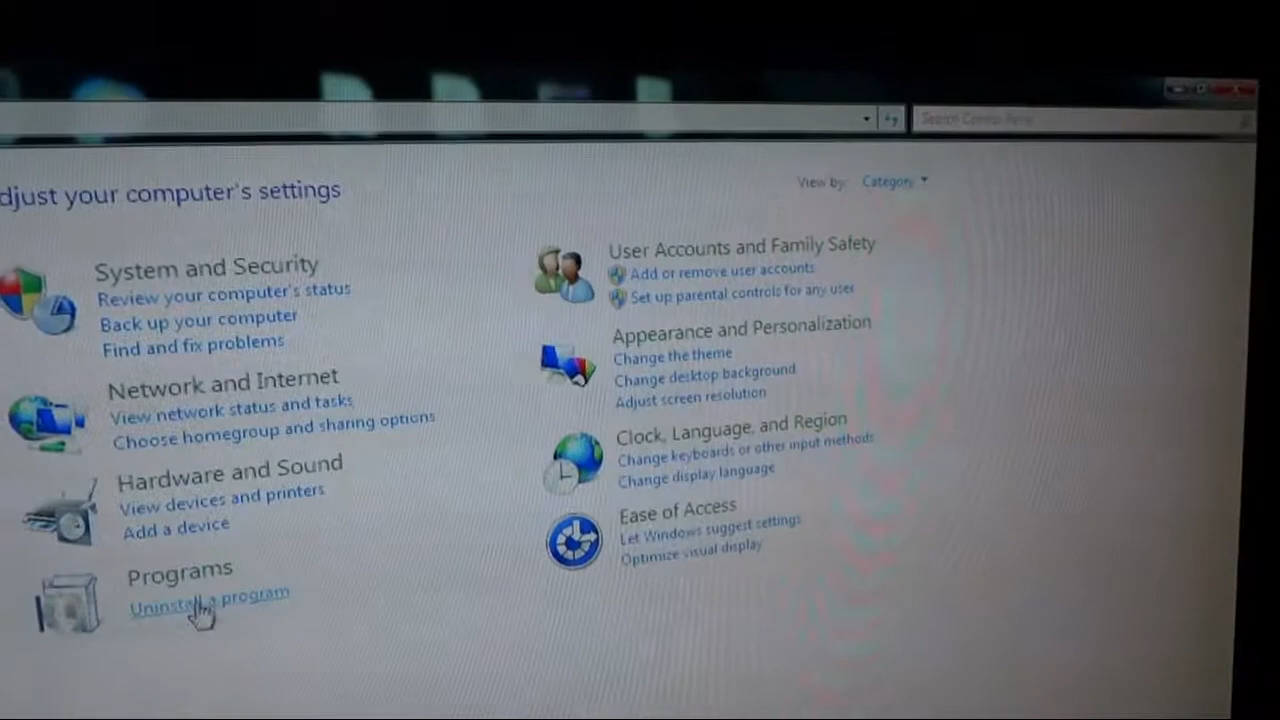 djust your computer's settings
View by: Category
System and Security
Review your computer's status
Back up your computer
Find and fix problems
Network and Internet
View network status and tasks
Choose homegroup and sharing options
Hardware and Sound
View devices and printers
Add a device
Programs
Uninstall a program
Search Control Panel
User Accounts and Family Safety
Add or remove user accounts
Set up parental controls for any user
Appearance and Personalization
Change the theme
Change desktop background
Adjust screen resolution
Clock, Language, and Region
Change keyboards or other input methods
Change display language
Ease of Access
Let Windows suggest settings
Optimize visual display